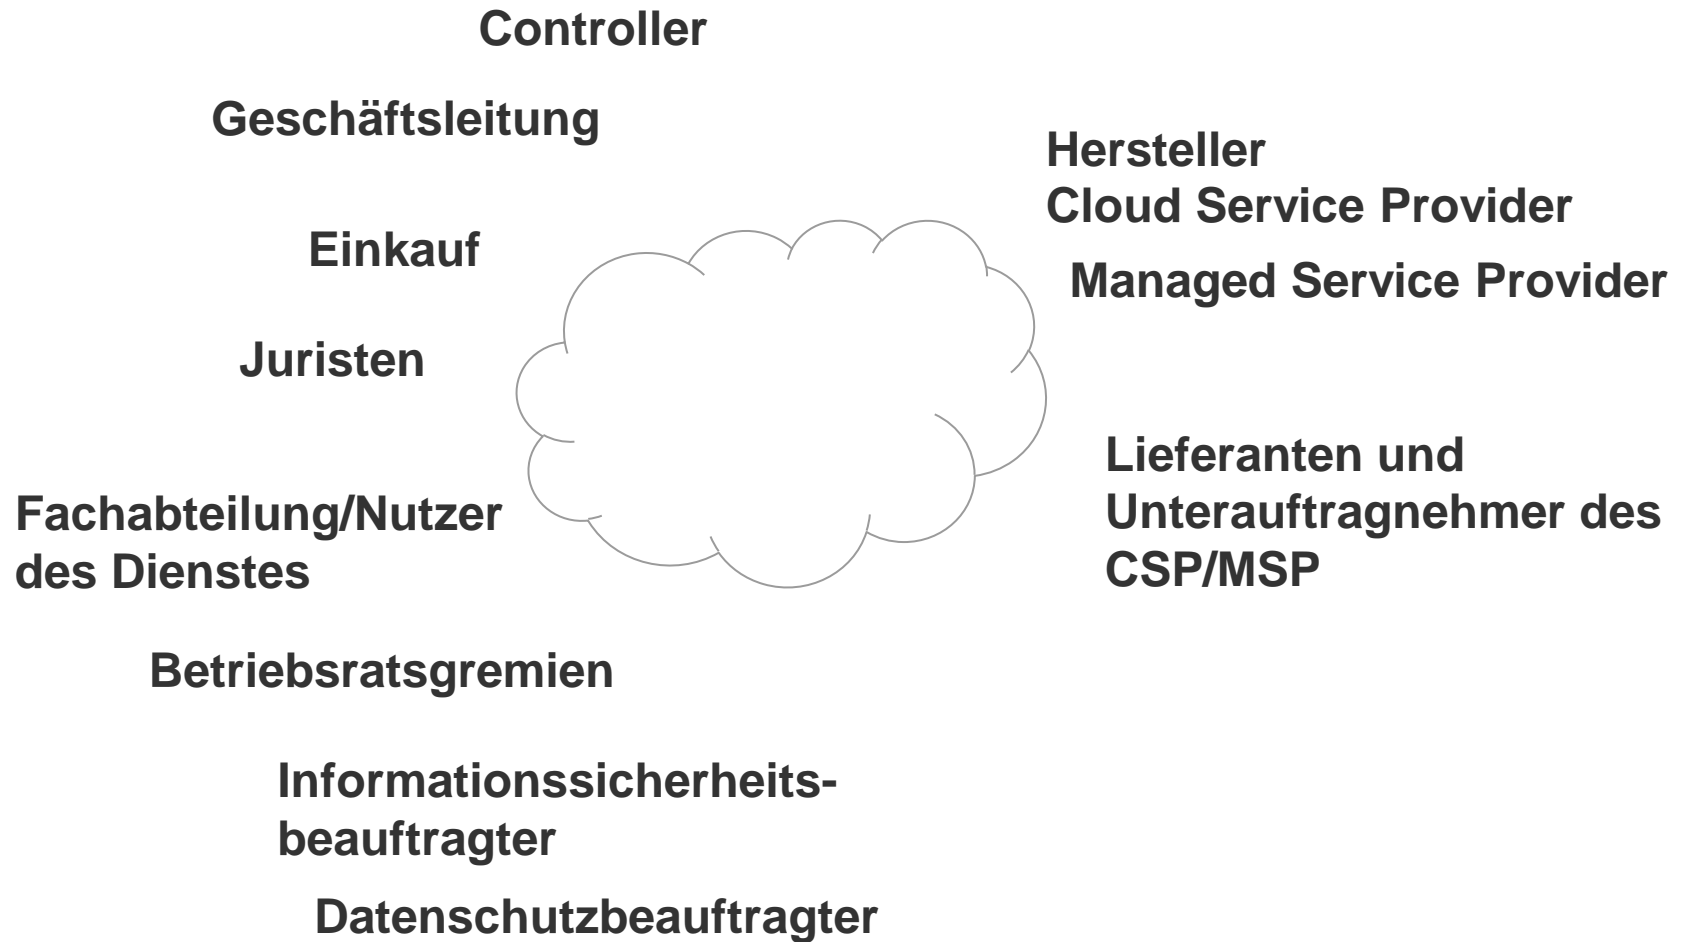 Controller
Geschäftsleitung
Hersteller
Cloud Service Provider
Einkauf
Managed Service Provider
Juristen
Lieferanten und
Unterauftragnehmer des
CSP/MSP
Fachabteilung/Nutzer
des Dienstes
Betriebsratsgremien
Informationssicherheits-
beauftragter
Datenschutzbeauftragter